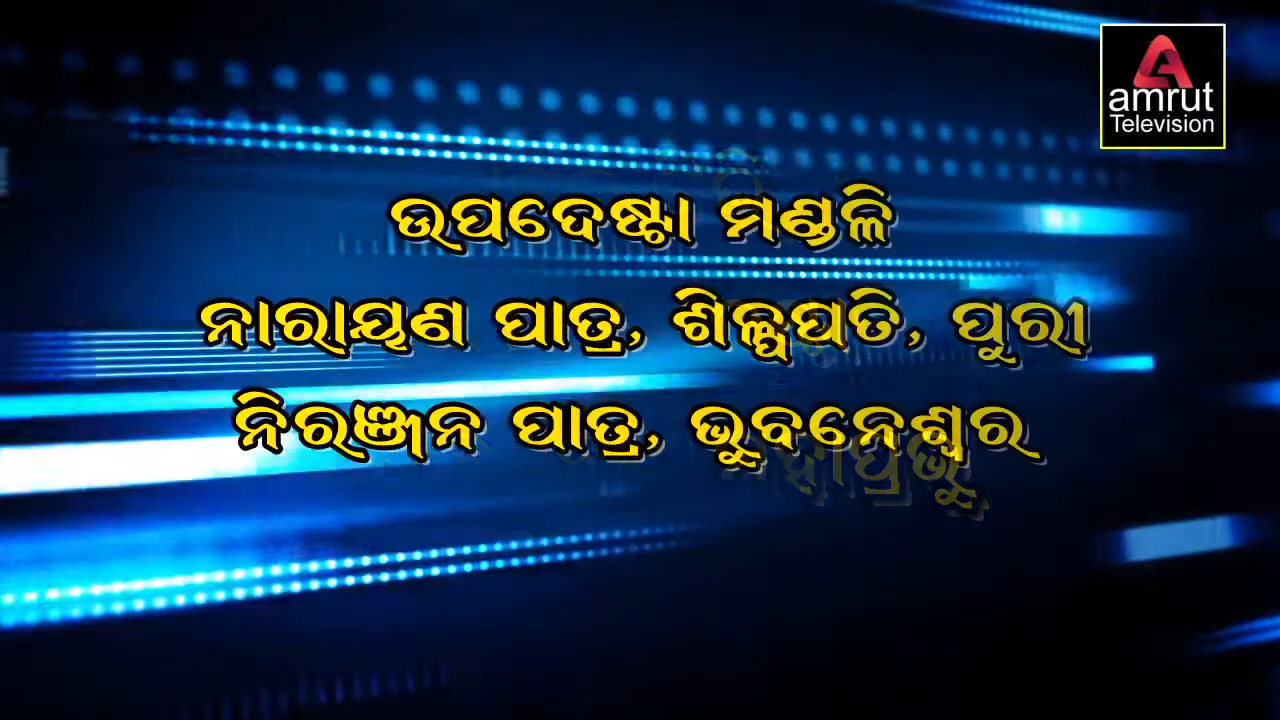 amrut
Television
ଉପଦେଷ୍ଟା ମଣ୍ଡଳି
ନାରାୟଣ ପାତ୍ର, ଶିଳ୍ପପତି, ପୁରୀ
ନିରଞ୍ଜନ ପାତ୍ର, ଭୁବନେଶ୍ୱର